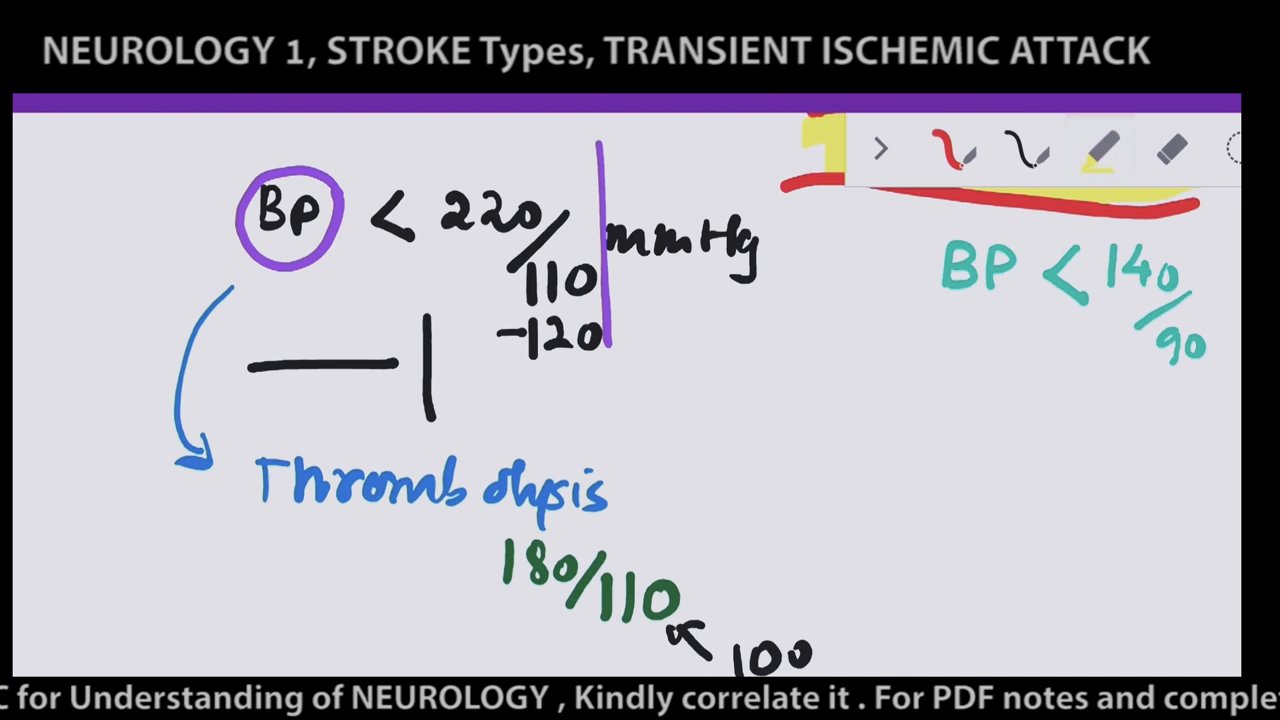 NEUROLOGY 1, STROKE Types, TRANSIENT ISCHEMIC ATTACK
BP < 220/110 mmHg
-120
BP < 140/90
Thrombolysis
180/110
100
C for Understanding of NEUROLOGY , Kindly correlate it . For PDF notes and complet